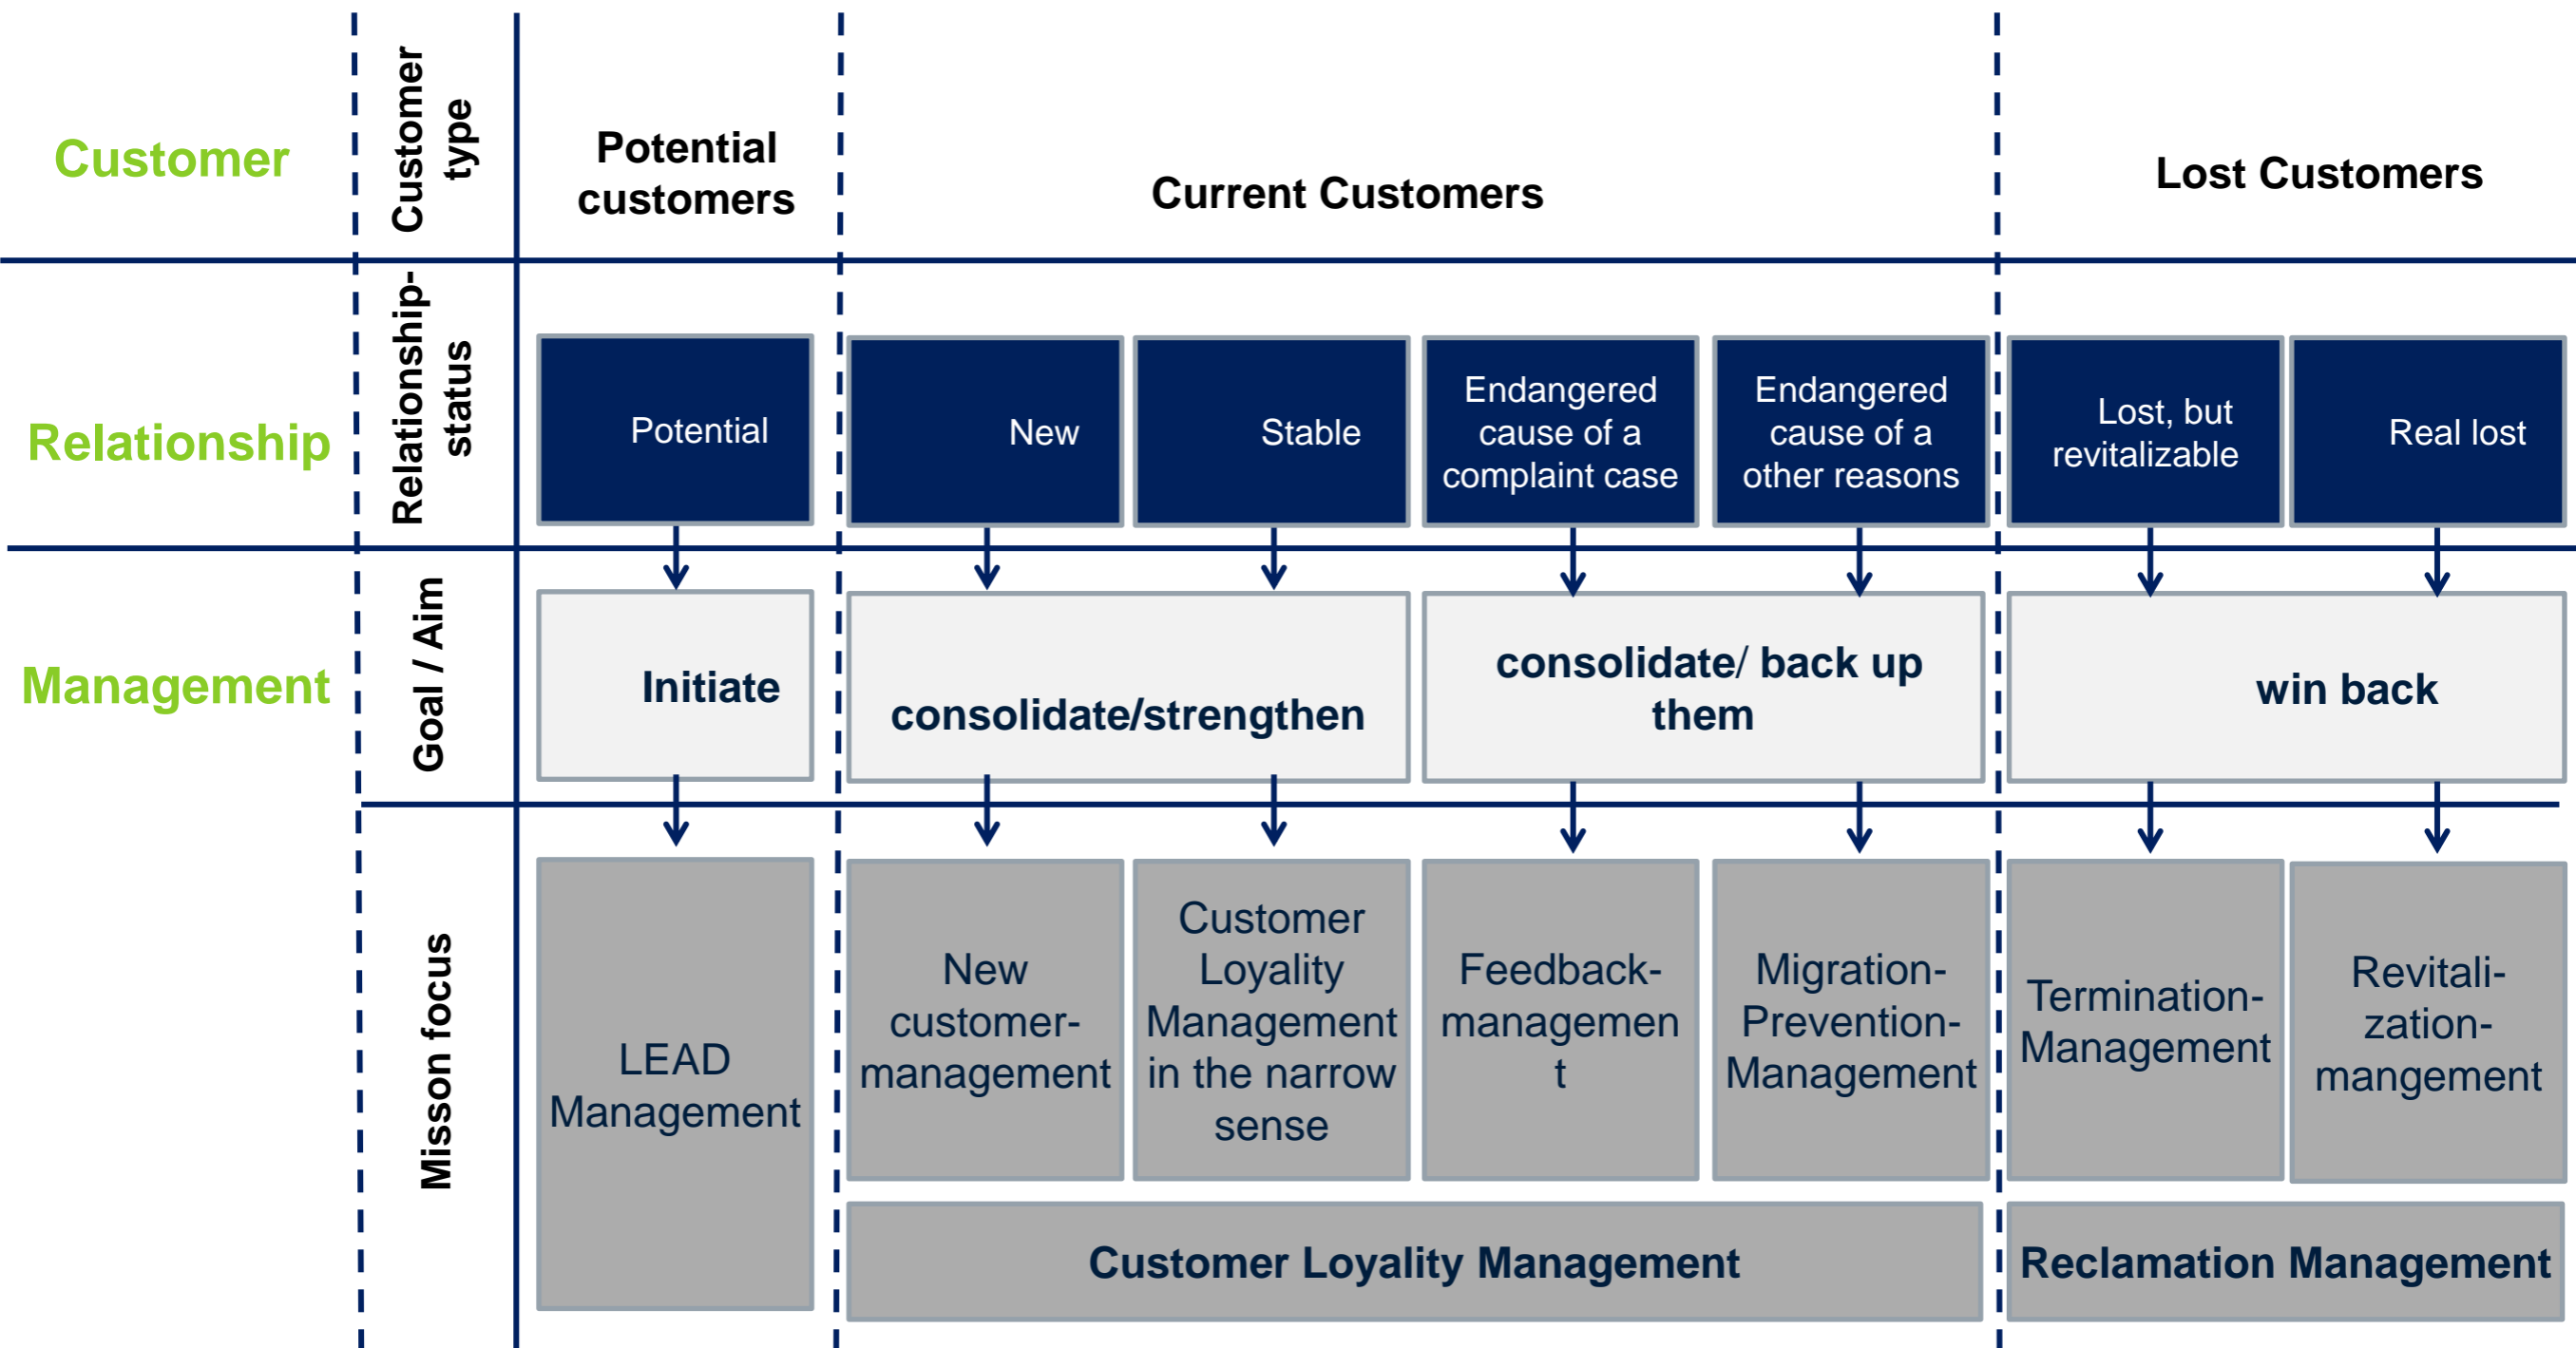 Customer
Customer
type
Potential
customers
Current Customers
Lost Customers
Relationship
Relationship-
status
Potential
New
Stable
Endangered
cause of a
complaint case
Endangered
cause of a
other reasons
Lost, but
revitalizable
Real lost
Management
Goal / Aim
Initiate
consolidate/strengthen
consolidate/ back up
them
win back
Misson focus
LEAD
Management
New
customer-
management
Customer
Loyality
Management
in the narrow
sense
Feedback-
managemen
t
Migration-
Prevention-
Management
Termination-
Management
Revitali-
zation-
mangement
Customer Loyality Management
Reclamation Management